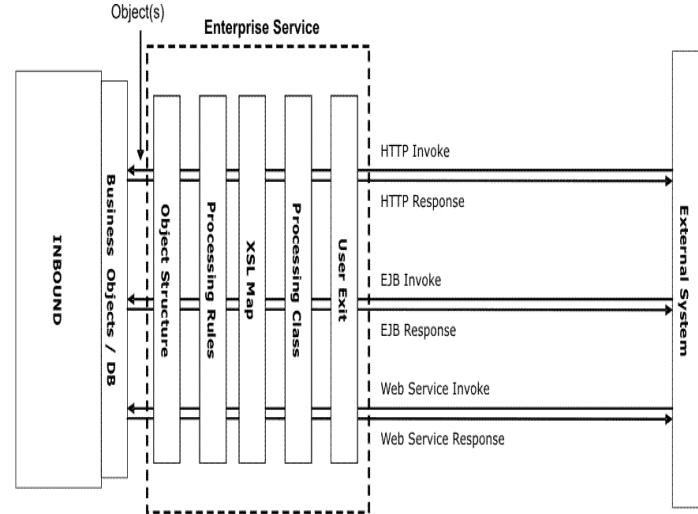 Object(s)
Enterprise Service
INBOUND
Business Objects / DB
Object Structure
Processing Rules
XSL Map
Processing Class
User Exit
HTTP Invoke
HTTP Response
EJB Invoke
EJB Response
Web Service Invoke
Web Service Response
External System